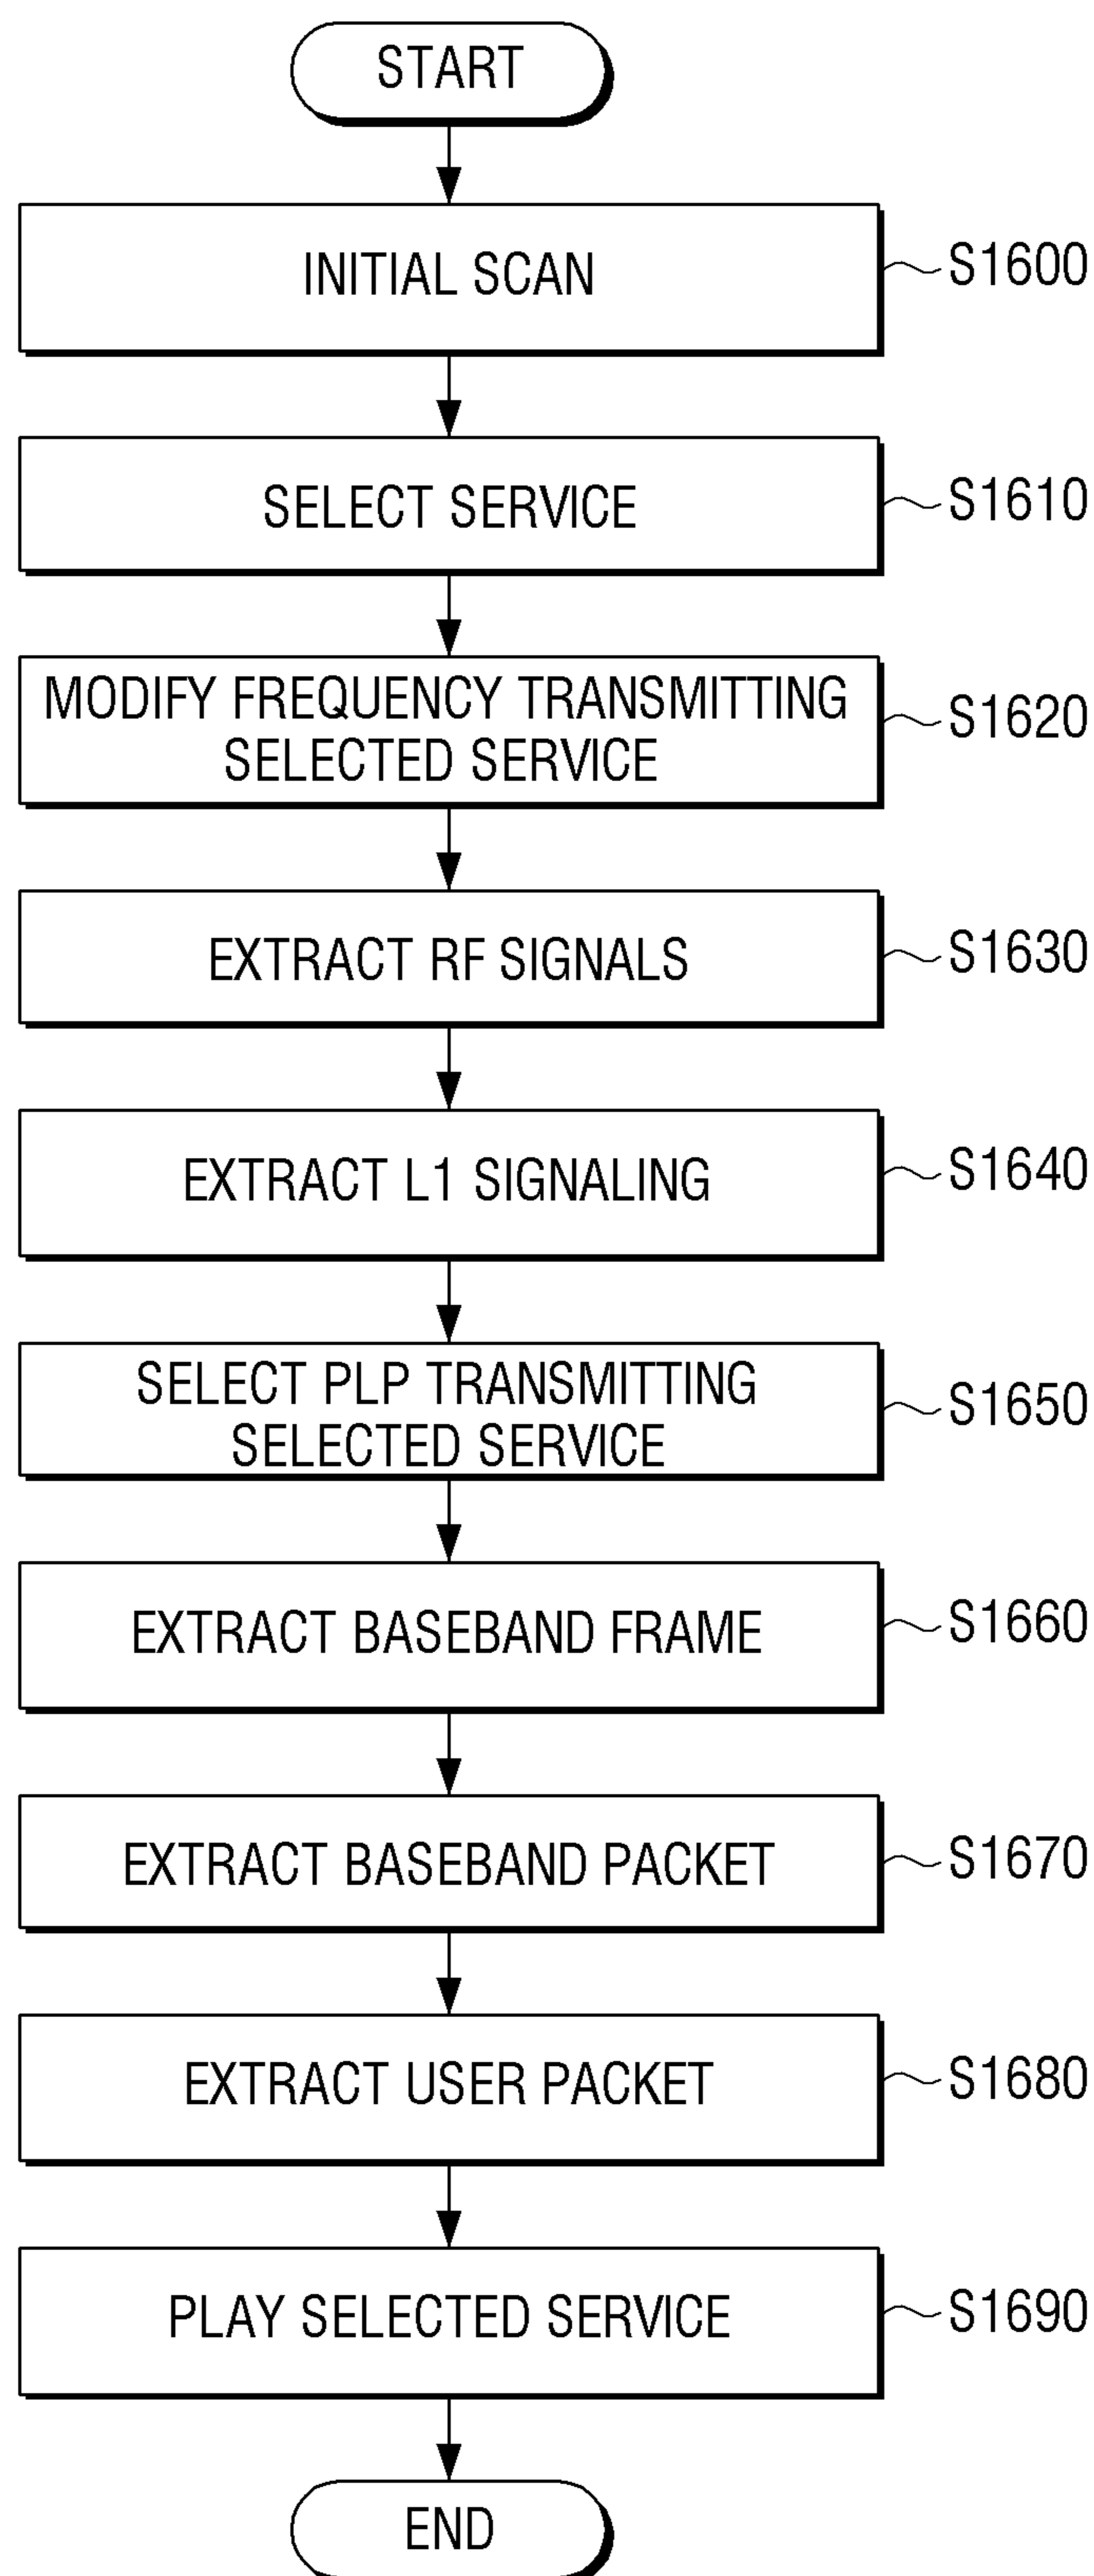 START
INITIAL SCAN
S1600
SELECT SERVICE
S1610
MODIFY FREQUENCY TRANSMITTING
SELECTED SERVICE
S1620
EXTRACT RF SIGNALS
S1630
EXTRACT L1 SIGNALING
S1640
SELECT PLP TRANSMITTING
SELECTED SERVICE
S1650
EXTRACT BASEBAND FRAME
S1660
EXTRACT BASEBAND PACKET
S1670
EXTRACT USER PACKET
S1680
PLAY SELECTED SERVICE
S1690
END